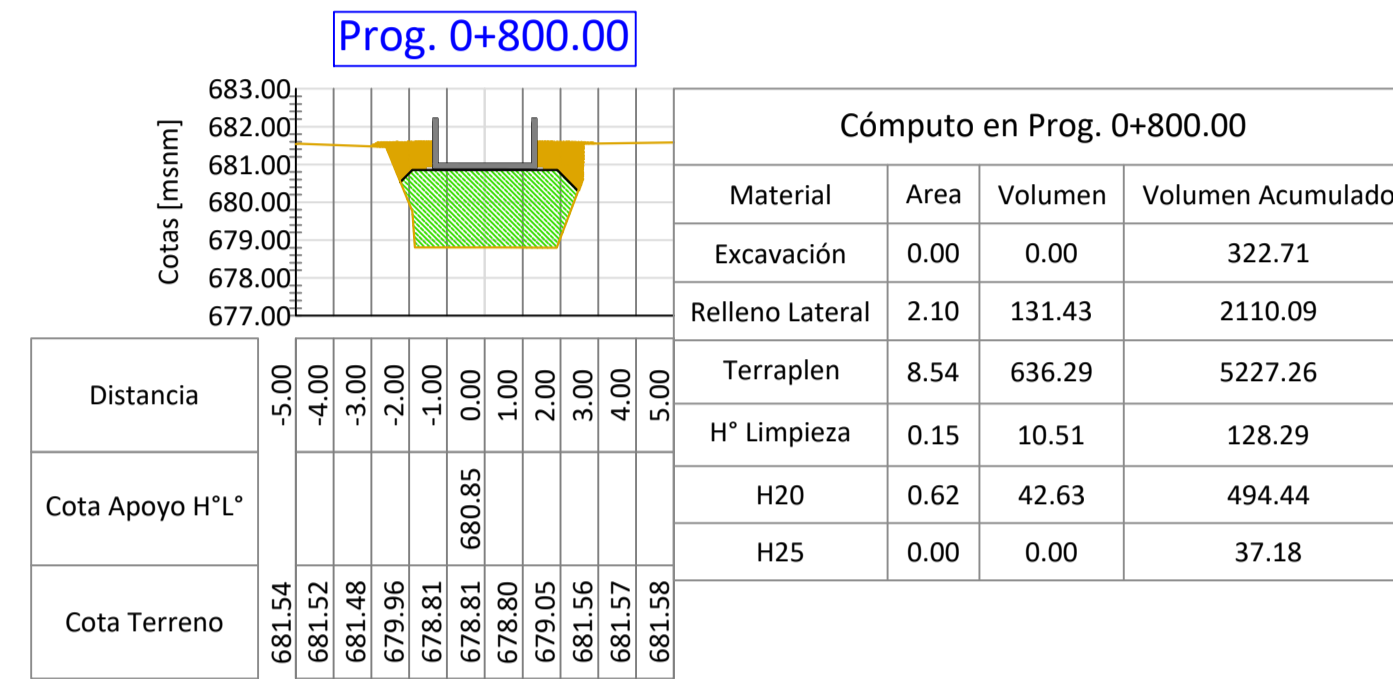 Prog. 0+800.00
Cotas [msnm]
683.00
682.00
681.00
680.00
679.00
678.00
677.00
Distancia
-5.00 -4.00 -3.00 -2.00 -1.00 0.00 1.00 2.00 3.00 4.00 5.00
Cota Apoyo H°L°
680.85
Cota Terreno
681.54 681.52 681.48 679.96 678.81 678.81 678.80 679.05 681.56 681.57 681.58
Cómputo en Prog. 0+800.00
Material Area Volumen Volumen Acumulado
Excavación 0.00 0.00 322.71
Relleno Lateral 2.10 131.43 2110.09
Terraplen 8.54 636.29 5227.26
H° Limpieza 0.15 10.51 128.29
H20 0.62 42.63 494.44
H25 0.00 0.00 37.18